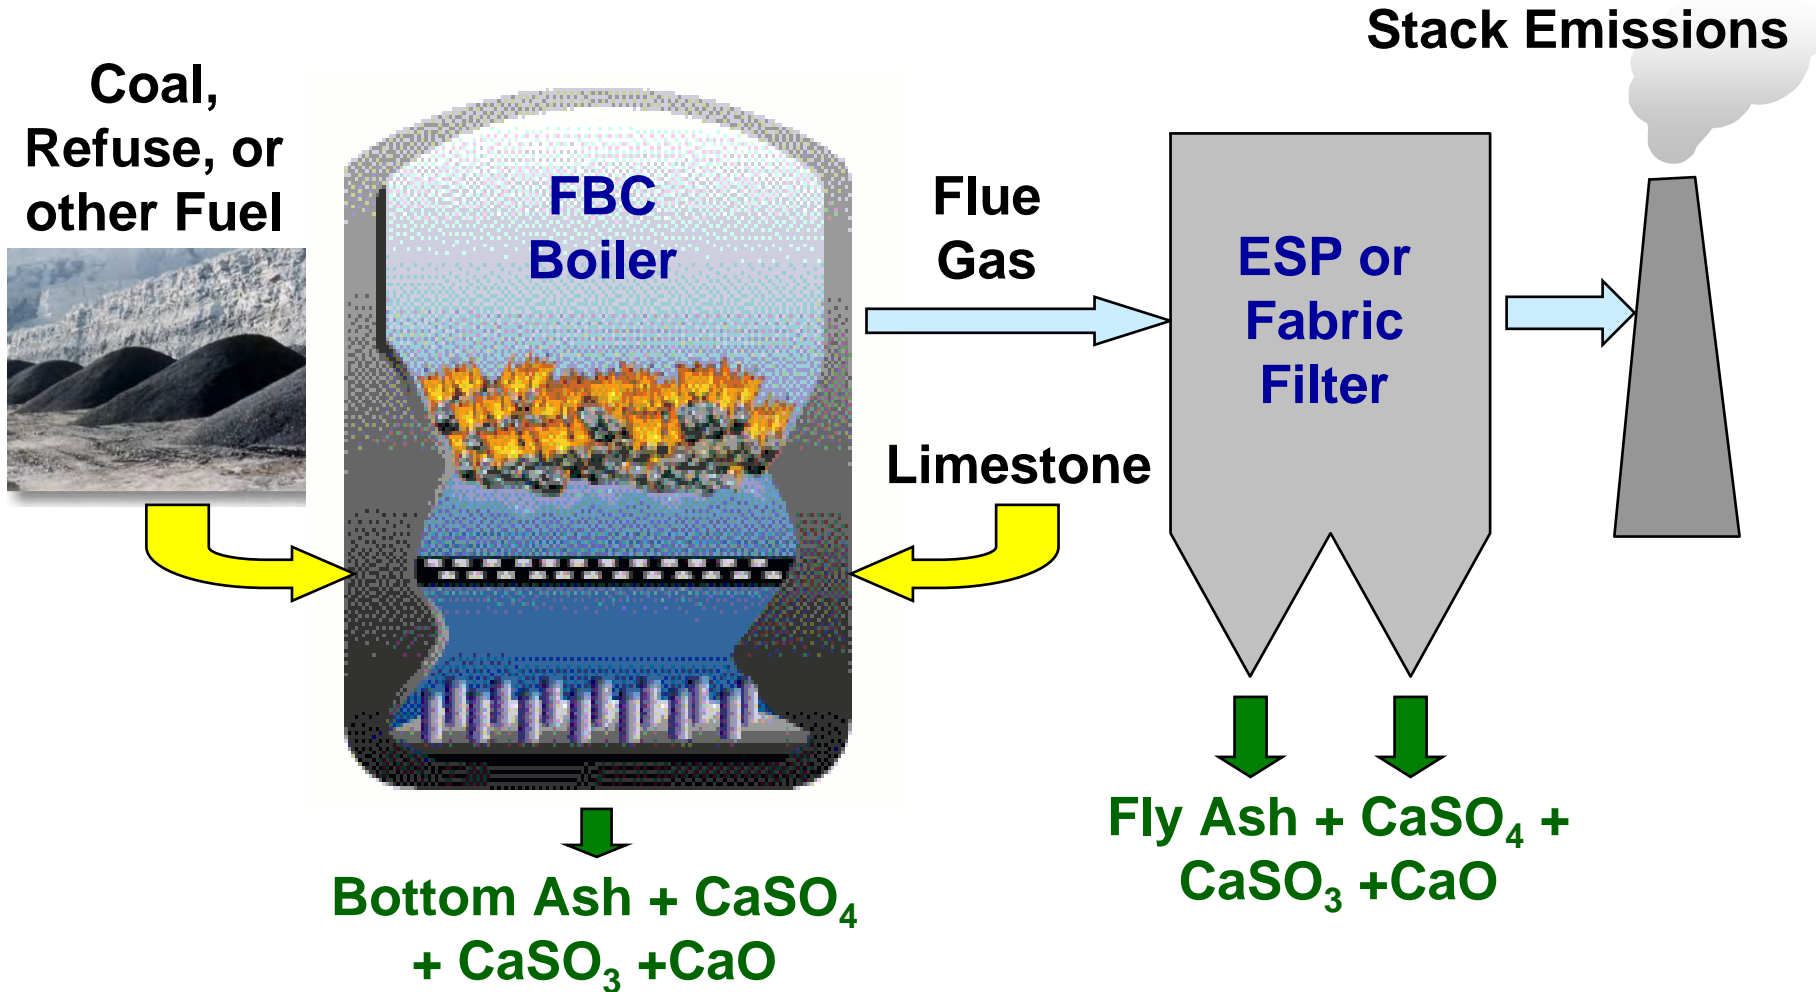 Stack Emissions
Coal,
Refuse, or
other Fuel
FBC
Boiler
Flue
Gas
ESP or
Fabric
Filter
Limestone
Fly Ash + CaSO₄ +
CaSO₃ +CaO
Bottom Ash + CaSO₄
+ CaSO₃ +CaO